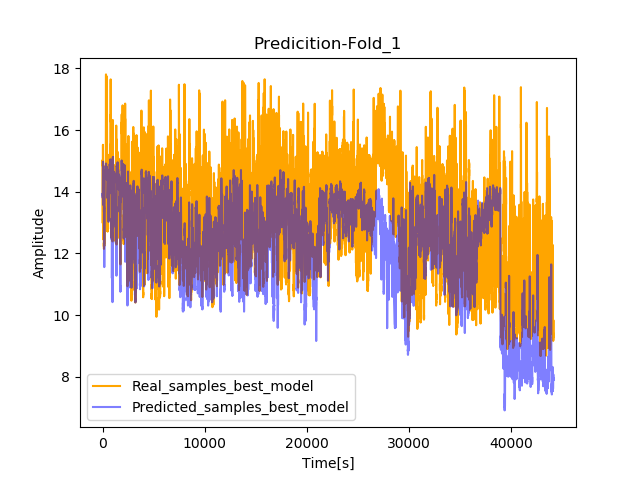 Predicition-Fold_1
18
16
14
12
10
8
Amplitude
Real_samples_best_model
Predicted_samples_best_model
0
10000
20000
30000
40000
Time[s]